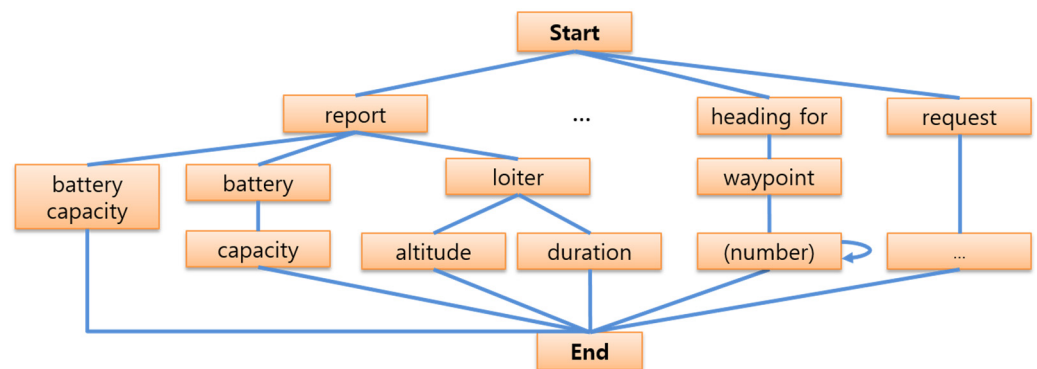 Start
report
...
heading for
request
battery
capacity
battery
loiter
waypoint
capacity
altitude
duration
(number)
...
End